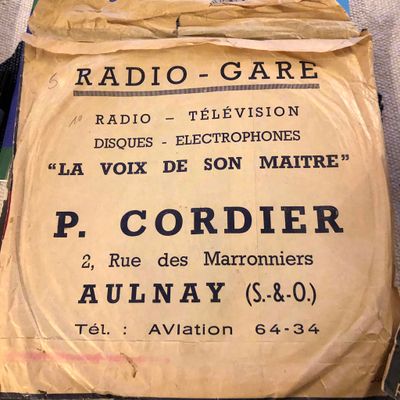 RADIO - GARE
RADIO - TÉLÉVISION
DISQUES - ELECTROPHONES
"LA VOIX DE SON MAITRE"
P. CORDIER
2, Rue des Marronniers
AULNAY (S.-&-O.)
Tél. : AVIation 64-34